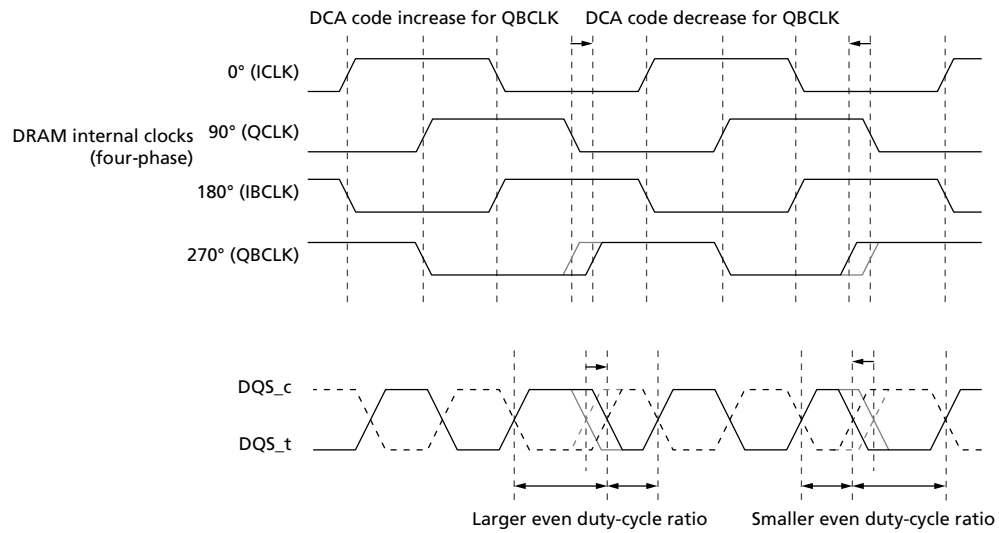 DCA code increase for QBCLK
DCA code decrease for QBCLK
0° (ICLK)
DRAM internal clocks
(four-phase)
90° (QCLK)
180° (IBCLK)
270° (QBCLK)
DQS_c
DQS_t
Larger even duty-cycle ratio
Smaller even duty-cycle ratio